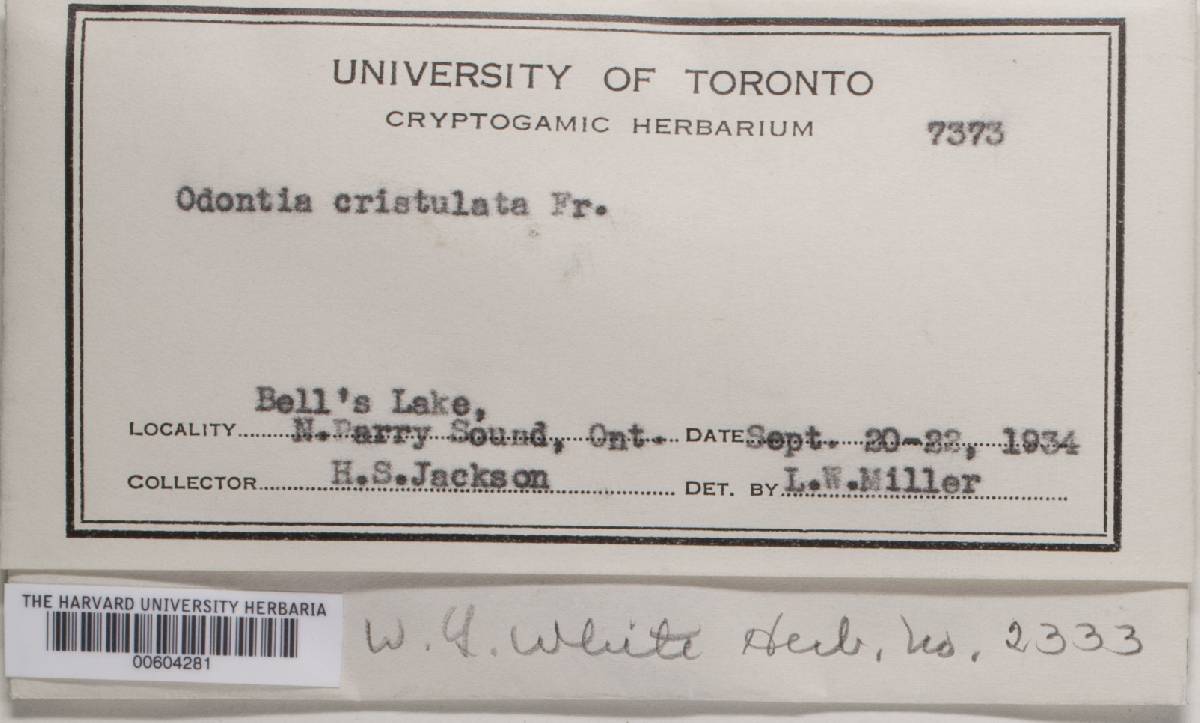 UNIVERSITY OF TORONTO
CRYPTOGAMIC HERBARIUM
7373
Odontia cristulata Fr.
Bell's Lake,
LOCALITY N.Parry Sound, Ont. DATE Sept. 20-22, 1934
COLLECTOR H.S.Jackson DET. BY L.W.Miller
THE HARVARD UNIVERSITY HERBARIA
00604281
W. White Herb. No. 2333